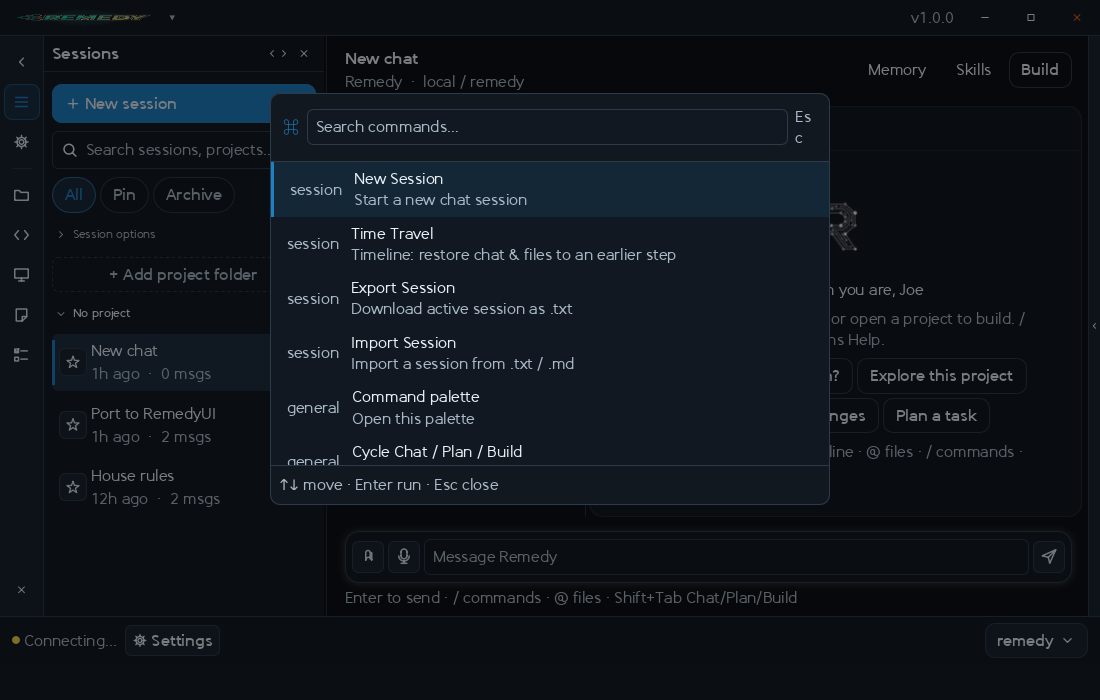 REMEDY
v1.0.0
Sessions
New chat
Remedy · local / remedy
Memory
Skills
Build
+ New session
Search sessions, projects..
All
Pin
Archive
Session options
+ Add project folder
No project
New chat
1h ago · 0 msgs
Port to RemedyUI
1h ago · 2 msgs
House rules
12h ago · 2 msgs
Search commands...
Es
c
session
New Session
Start a new chat session
session
Time Travel
Timeline: restore chat & files to an earlier step
session
Export Session
Download active session as .txt
session
Import Session
Import a session from .txt / .md
general
Command palette
Open this palette
general
Cycle Chat / Plan / Build
↑↓ move · Enter run · Esc close
R
n you are, Joe
or open a project to build. /
ns Help.
?
Explore this project
nges
Plan a task
line · @ files · / commands ·
Message Remedy
Enter to send · / commands · @ files · Shift+Tab Chat/Plan/Build
Connecting...
Settings
remedy